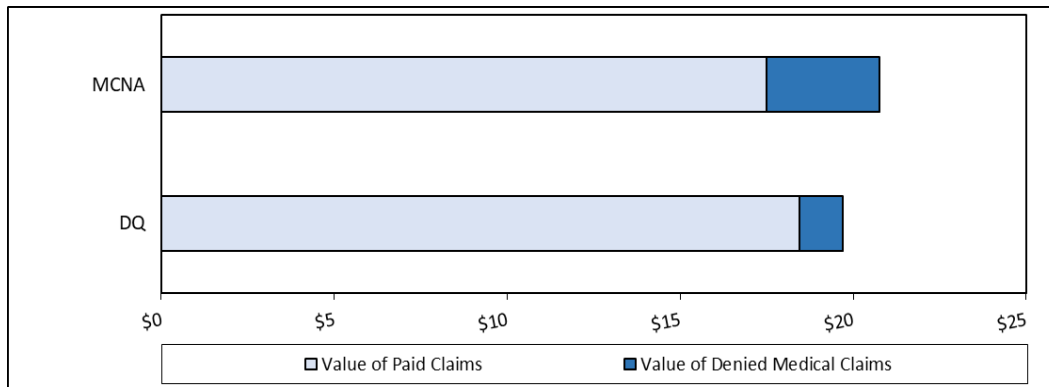 MCNA
DQ
$0 $5 $10 $15 $20 $25
Value of Paid Claims Value of Denied Medical Claims